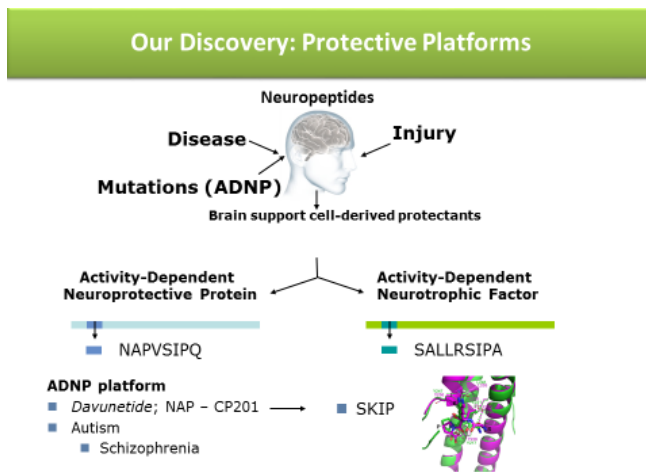 Our Discovery: Protective Platforms
Neuropeptides
Disease
Injury
Mutations (ADNP)
Brain support cell-derived protectants
Activity-Dependent
Neuroprotective Protein
Activity-Dependent
Neurotrophic Factor
NAPVSIPQ
SALLRSIPA
ADNP platform
Davunetide; NAP – CP201
SKIP
Autism
Schizophrenia